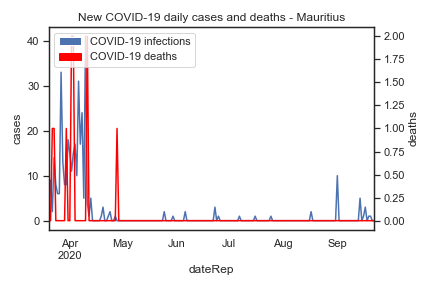 New COVID-19 daily cases and deaths - Mauritius
COVID-19 infections
COVID-19 deaths
40
30
20
10
0
cases
2.00
1.75
1.50
1.25
1.00
0.75
0.50
0.25
0.00
deaths
Apr May Jun Jul Aug Sep
2020
dateRep